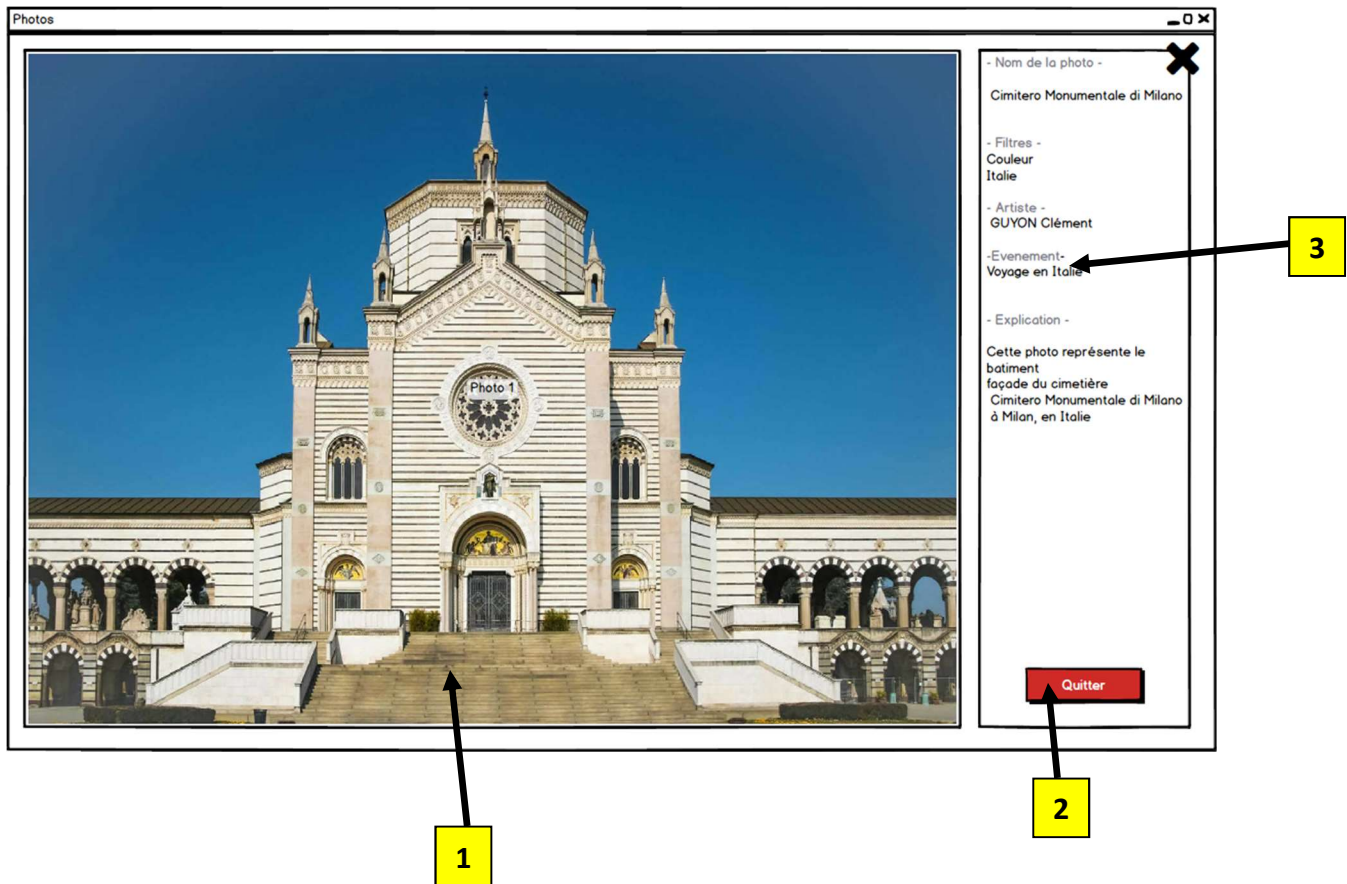 Photos
- Nom de la photo -
Cimitero Monumentale di Milano
- Filtres -
Couleur
Italie
- Artiste -
GUYON Clément
-Evenement-
Voyage en Italie
- Explication -
Cette photo représente le
batiment
façade du cimetière
Cimitero Monumentale di Milano
à Milan, en Italie
Photo 1
Quitter
3
2
1